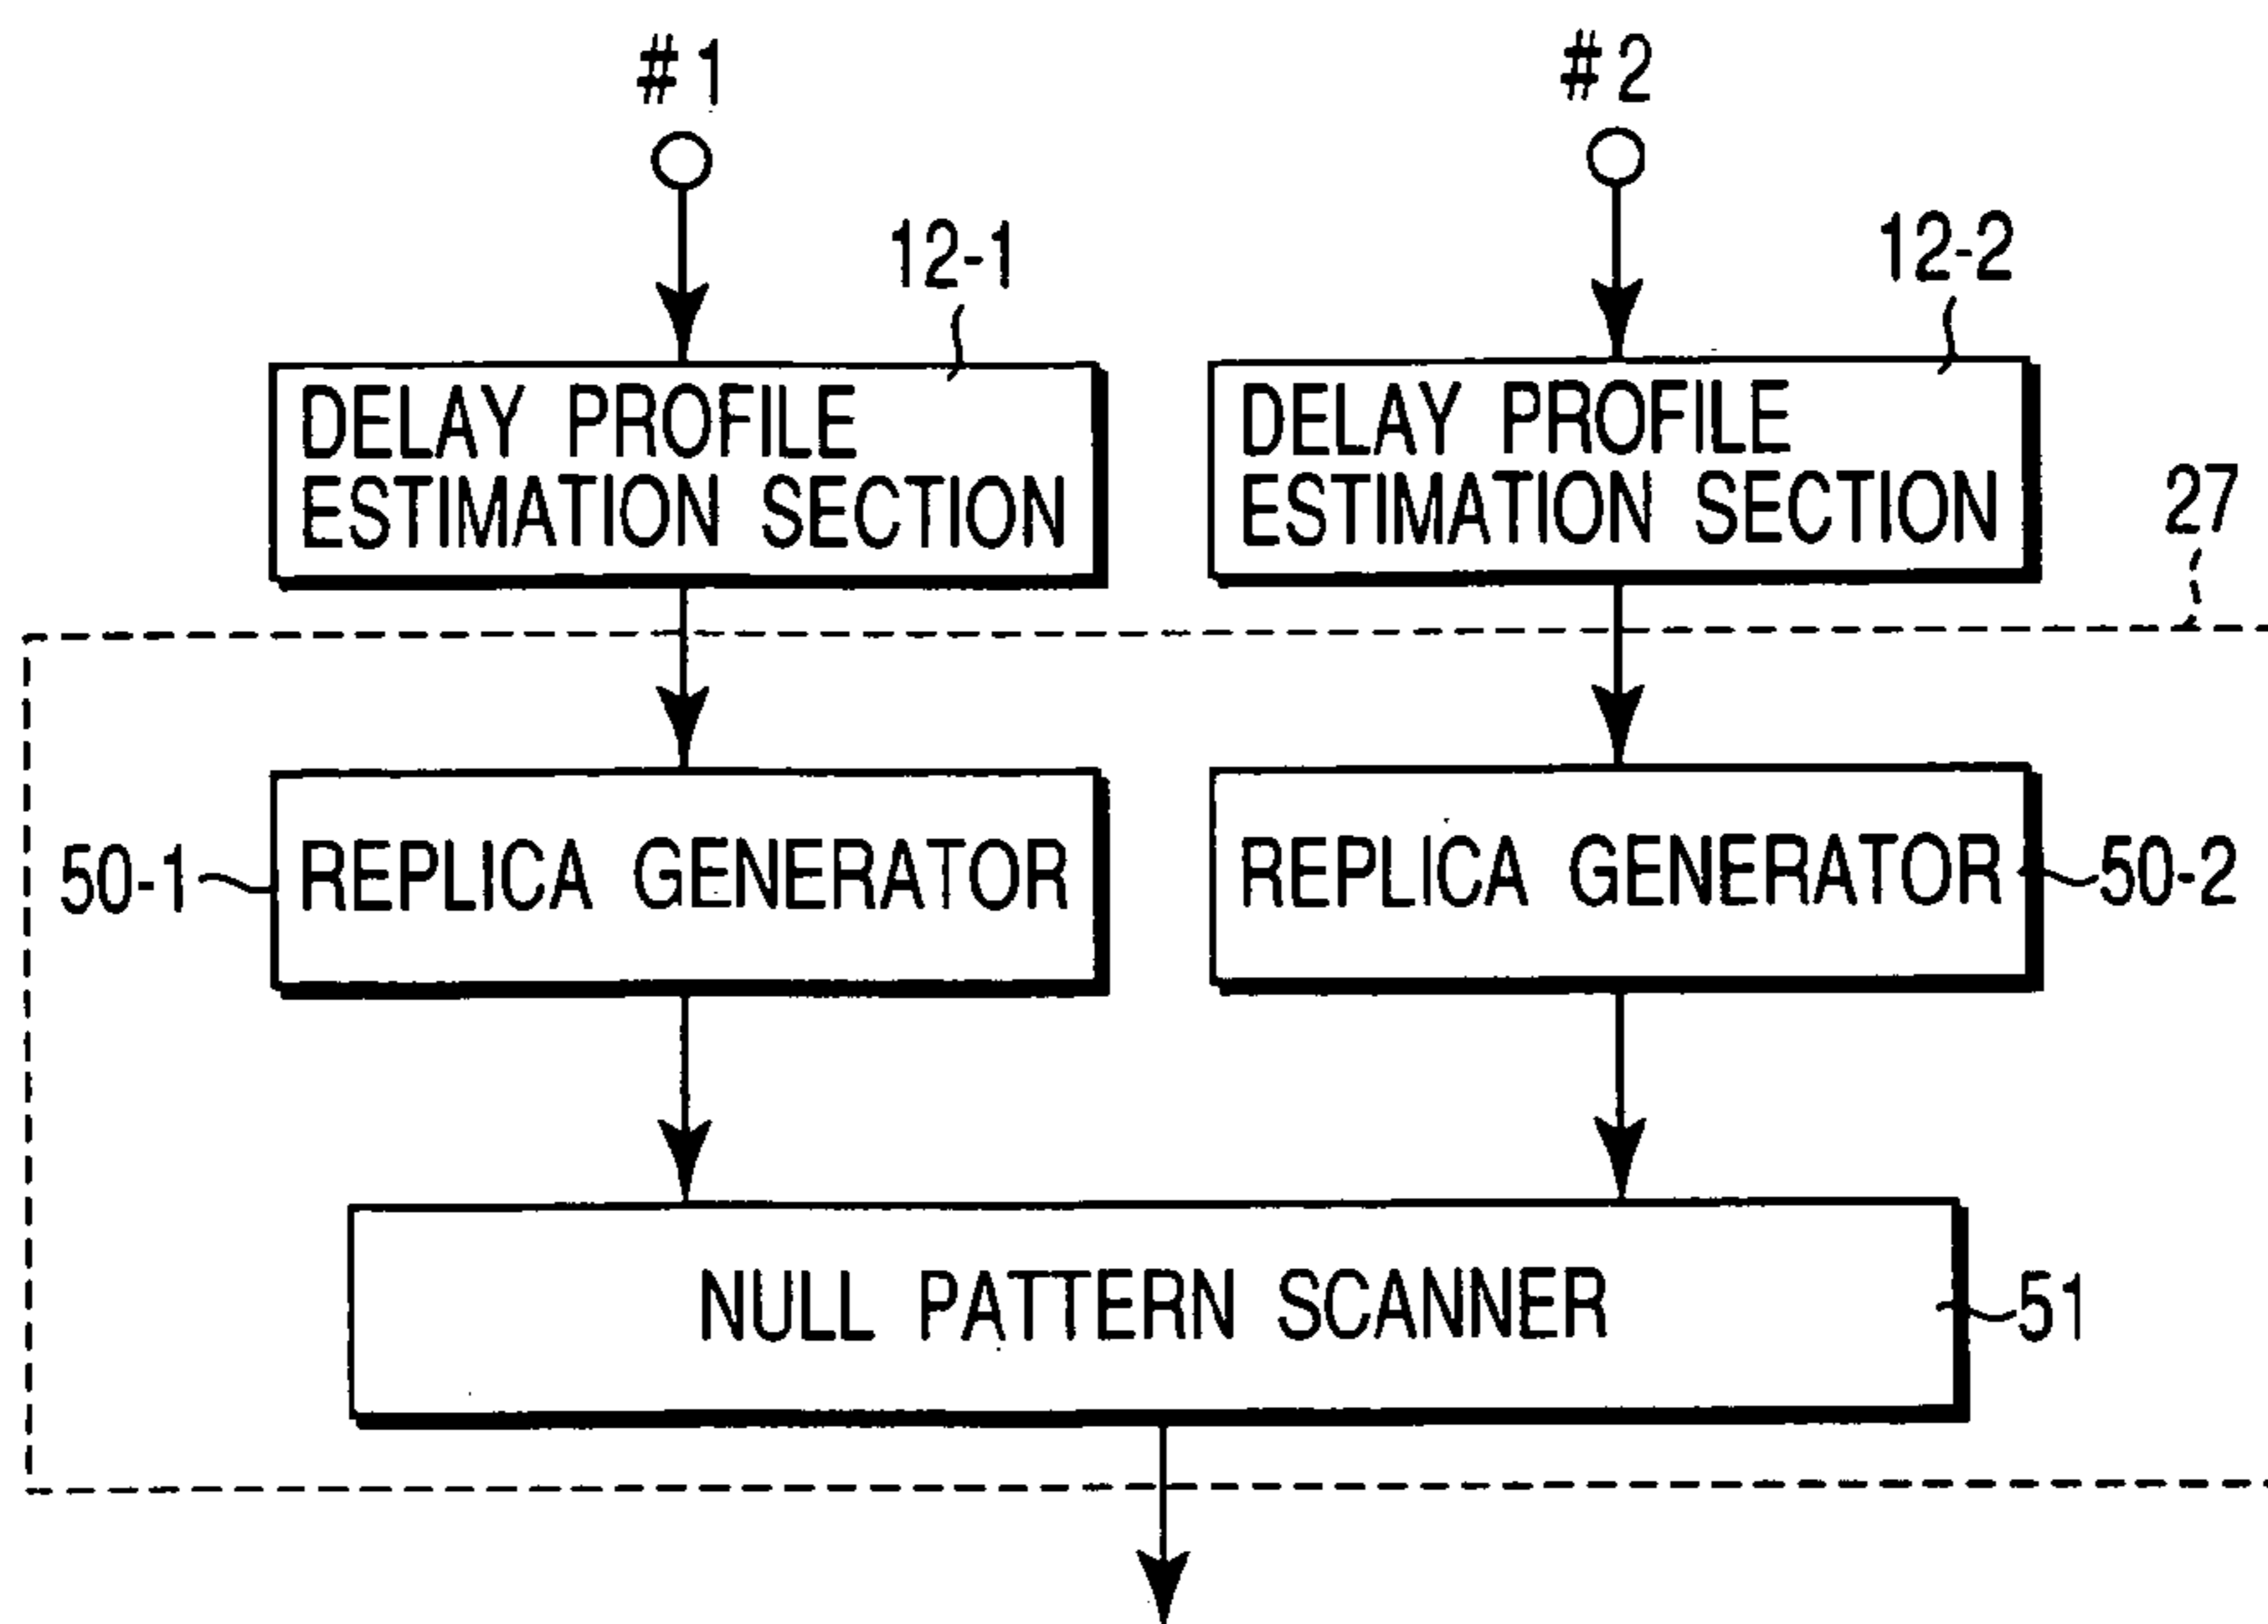 #1
#2
12-1
12-2
DELAY PROFILE
ESTIMATION SECTION
DELAY PROFILE
ESTIMATION SECTION
27
50-1
REPLICA GENERATOR
REPLICA GENERATOR
50-2
NULL PATTERN SCANNER
51